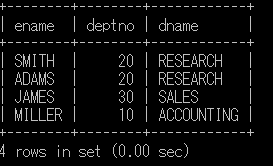 +--------+--------+------------+
| ename  | deptno | dname      |
+--------+--------+------------+
| SMITH  |     20 | RESEARCH   |
| ADAMS  |     20 | RESEARCH   |
| JAMES  |     30 | SALES      |
| MILLER |     10 | ACCOUNTING |
+--------+--------+------------+
4 rows in set (0.00 sec)